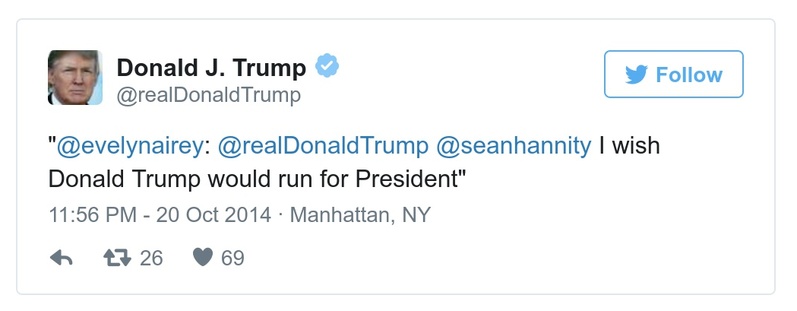 Donald J. Trump
@realDonaldTrump
Follow
"@evelynairey: @realDonaldTrump @seanhannity I wish
Donald Trump would run for President"
11:56 PM - 20 Oct 2014 · Manhattan, NY
26 69